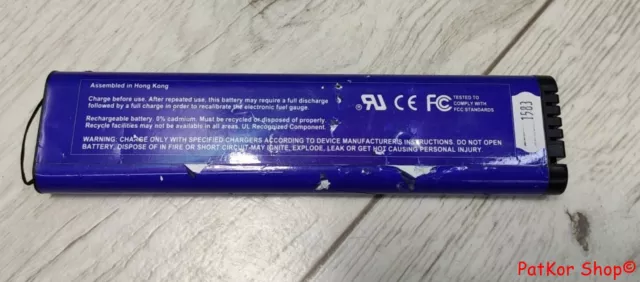 Assembled in Hong Kong
Charge before use. After repeated use, this battery may require a full discharge
followed by a full charge in order to recalibrate the electronic fuel gauge.
Rechargeable battery. 0% cadmium. Must be recycled or disposed of properly.
Recycle facilities may not be available in all areas. UL Recognized Component.
WARNING: CHARGE ONLY WITH SPECIFIED CHARGERS ACCORDING TO DEVICE MANUFACTURER'S INSTRUCTIONS. DO NOT OPEN
BATTERY, DISPOSE OF IN FIRE OR SHORT CIRCUIT-MAY IGNITE, EXPLODE, LEAK OR GET HOT CAUSING PERSONAL INJURY.
CE FC
TESTED TO
COMPLY WITH
FCC STANDARDS
1583
PatKor Shop©